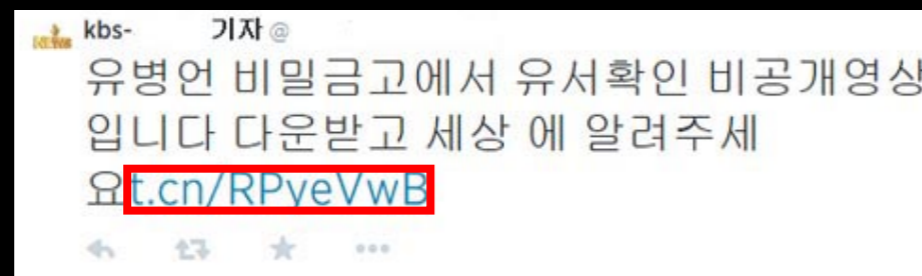 kbs- 기자@
유병언 비밀금고에서 유서확인 비공개영상
입니다 다운받고 세상 에 알려주세
요t.cn/RPyeVwB